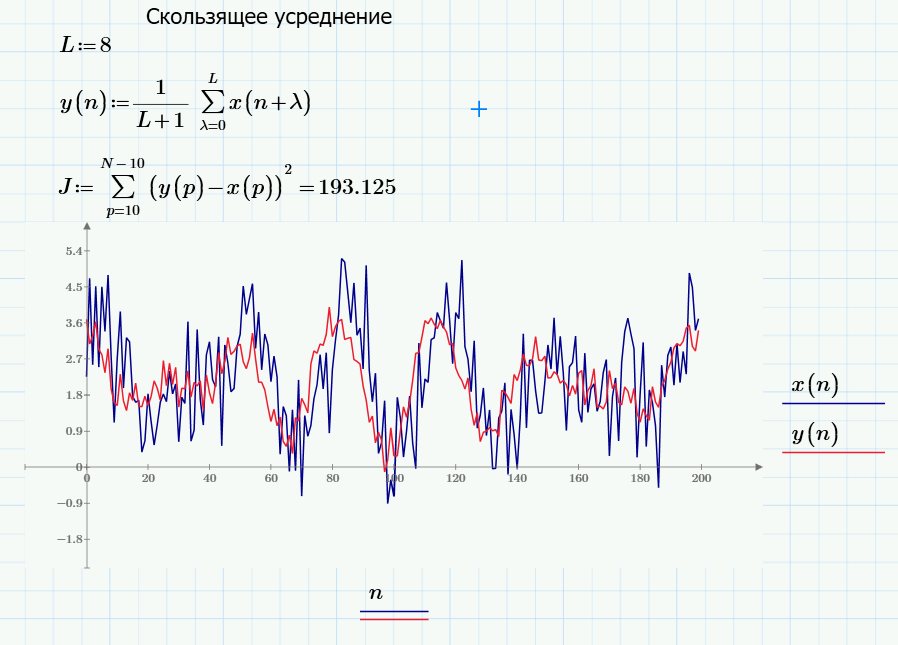 Скользящее усреднение
L:=8
y(n):= 1/(L+1) ∑_{λ=0}^{L} x(n+λ)
J:= ∑_{p=10}^{N−10} (y(p)−x(p))² =193.125
5.4
4.5
3.6
2.7
1.8
0.9
0
−0.9
−1.8
0 20 40 60 80 100 120 140 160 180 200
x(n)
y(n)
n